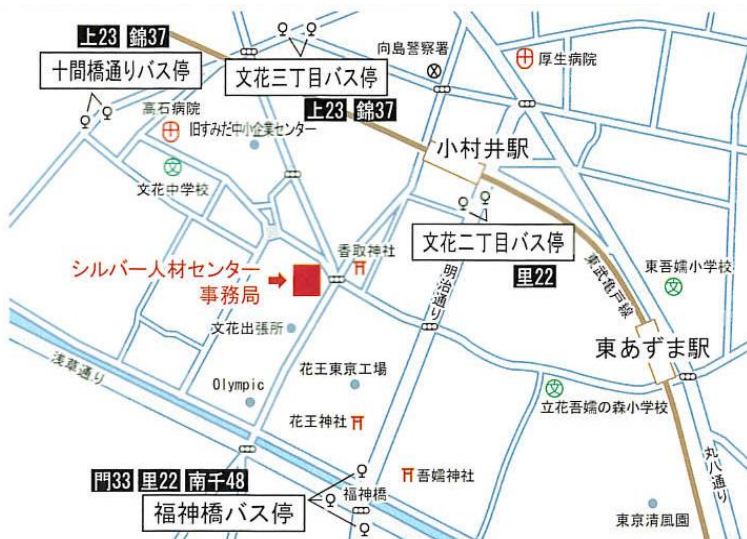 上23 錦37
十間橋通りバス停
文花三丁目バス停
上23 錦37
向島警察署
厚生病院
高石病院
旧すみだ中小企業センター
文
文花中学校
小村井駅
文花二丁目バス停
里22
香取神社
シルバー人材センター
事務局
明治通り
東武亀戸線
東吾嬬小学校
文
文花出張所
東あずま駅
浅草通り
Olympic
花王東京工場
文
立花吾嬬の森小学校
花王神社
吾嬬神社
丸八通り
門33 里22 南千48
福神橋バス停
福神橋
東京清風園